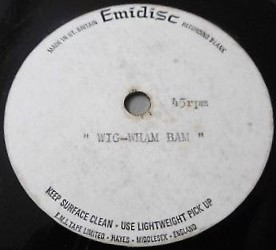 Emidisc
MADE IN GT. BRITAIN
RECORDING BLANK
45rpm
" WIG-WHAM BAM "
KEEP SURFACE CLEAN - USE LIGHTWEIGHT PICK UP
E.M.I. TAPE LIMITED - HAYES - MIDDLESEX - ENGLAND